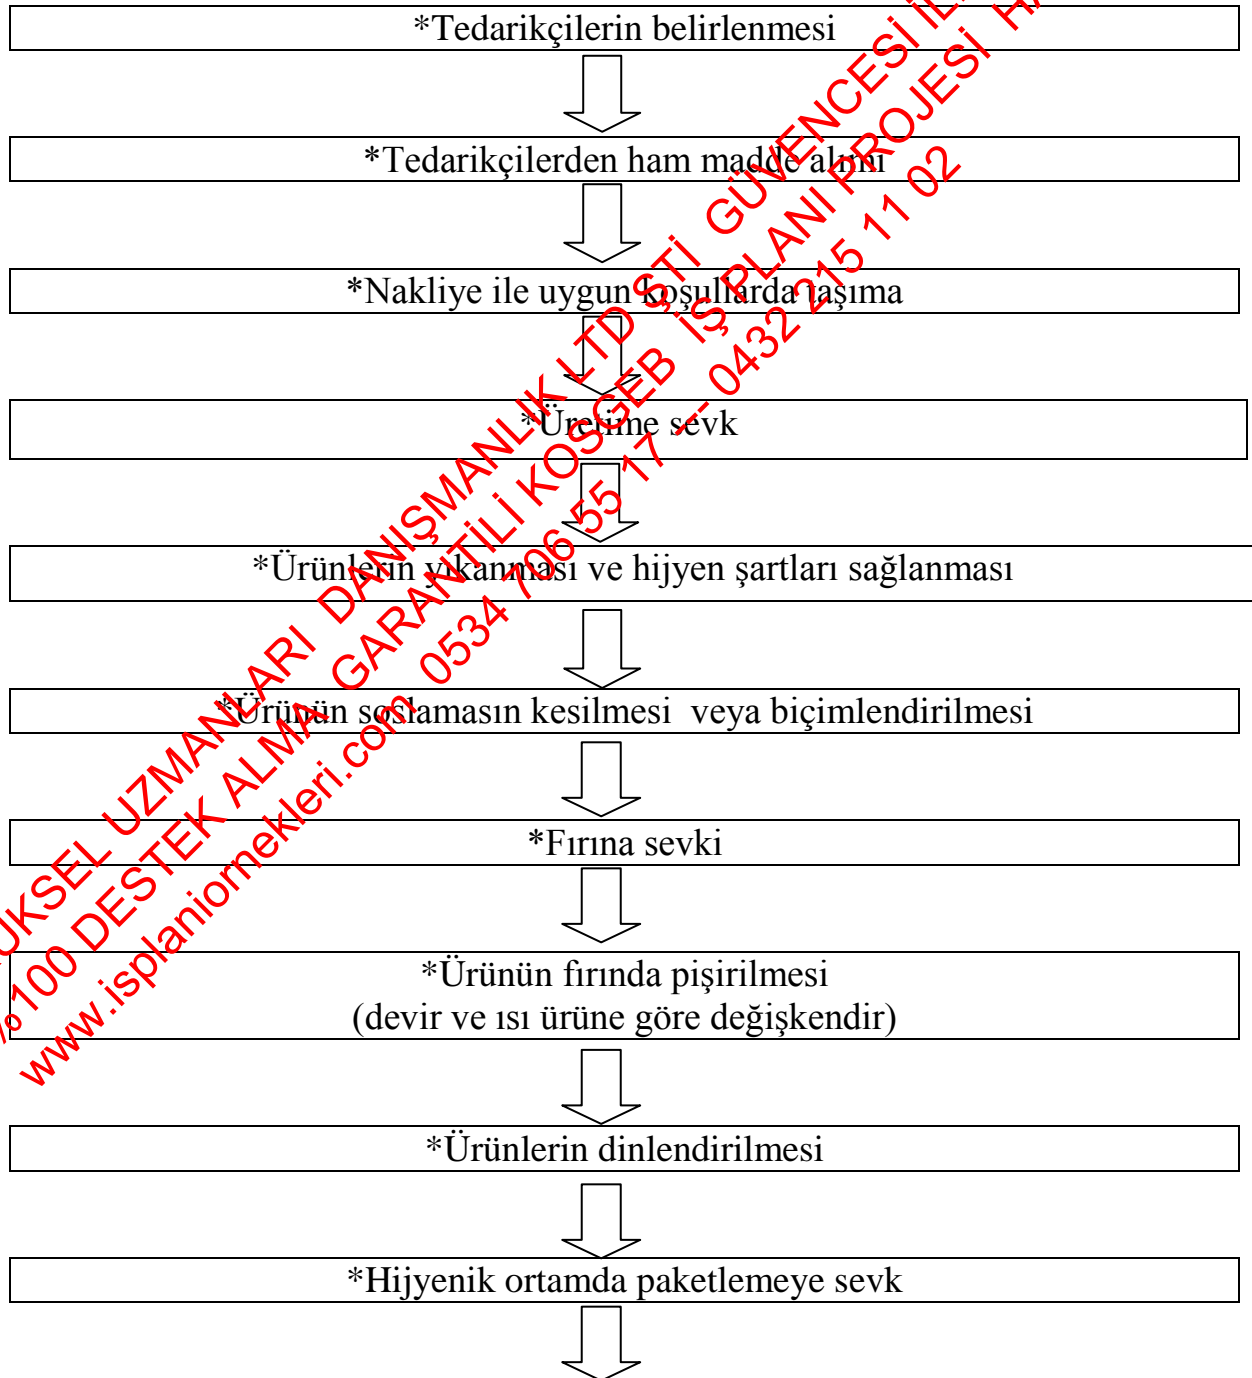 *Tedarikçilerin belirlenmesi
*Tedarikçilerden ham madde alımı
*Nakliye ile uygun koşullarda taşıma
*Üretime sevk
*Ürünlerin yıkanması ve hijyen şartları sağlanması
*Ürünün soslamasın kesilmesi  veya biçimlendirilmesi
*Fırına sevki
*Ürünün fırında pişirilmesi
(devir ve ısı ürüne göre değişkendir)
*Ürünlerin dinlendirilmesi
*Hijyenik ortamda paketlemeye sevk
UZMANLARI DANIŞMANLIK LTD ŞTİ GÜVENCESİ
%100 DESTEK ALMA GARANTİLİ KOSGEB İŞ PLANI PROJESİ
www.isplaniornekleri.com 0534 706 55 17 -- 0432 215 11 02